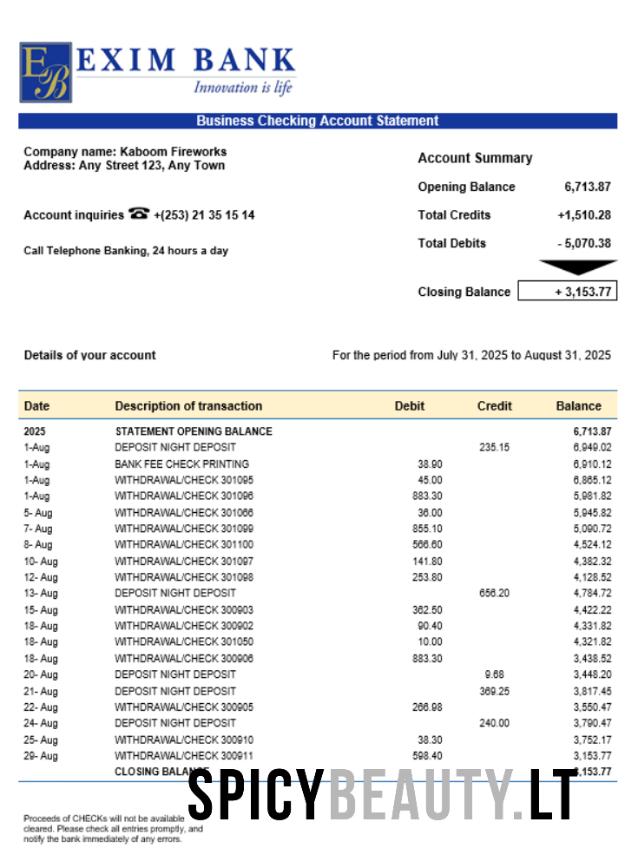 EB EXIM BANK
Innovation is life
Business Checking Account Statement
Company name: Kaboom Fireworks
Address: Any Street 123, Any Town
Account inquiries ☎ +(253) 21 35 15 14
Call Telephone Banking, 24 hours a day
Account Summary
Opening Balance 6,713.87
Total Credits +1,510.28
Total Debits - 5,070.38
Closing Balance + 3,153.77
Details of your account For the period from July 31, 2025 to August 31, 2025
Date Description of transaction Debit Credit Balance
2025 STATEMENT OPENING BALANCE 6,713.87
1-Aug DEPOSIT NIGHT DEPOSIT 235.15 6,949.02
1-Aug BANK FEE CHECK PRINTING 38.90 6,910.12
1-Aug WITHDRAWAL/CHECK 301095 45.00 6,865.12
1-Aug WITHDRAWAL/CHECK 301096 883.30 5,981.82
5- Aug WITHDRAWAL/CHECK 301066 36.00 5,945.82
7- Aug WITHDRAWAL/CHECK 301099 855.10 5,090.72
8- Aug WITHDRAWAL/CHECK 301100 566.60 4,524.12
10- Aug WITHDRAWAL/CHECK 301097 141.80 4,382.32
12- Aug WITHDRAWAL/CHECK 301098 253.80 4,128.52
13- Aug DEPOSIT NIGHT DEPOSIT 656.20 4,784.72
15- Aug WITHDRAWAL/CHECK 300903 362.50 4,422.22
18- Aug WITHDRAWAL/CHECK 300902 90.40 4,331.82
18- Aug WITHDRAWAL/CHECK 301050 10.00 4,321.82
18- Aug WITHDRAWAL/CHECK 300906 883.30 3,438.52
20- Aug DEPOSIT NIGHT DEPOSIT 9.68 3,448.20
21- Aug DEPOSIT NIGHT DEPOSIT 369.25 3,817.45
22- Aug WITHDRAWAL/CHECK 300905 266.98 3,550.47
24- Aug DEPOSIT NIGHT DEPOSIT 240.00 3,790.47
25- Aug WITHDRAWAL/CHECK 300910 38.30 3,752.17
29- Aug WITHDRAWAL/CHECK 300911 598.40 3,153.77
CLOSING BALANCE 3,153.77
SPICYBEAUTY.LT
Proceeds of CHECKs will not be available
cleared. Please check all entries promptly, and
notify the bank immediately of any errors.